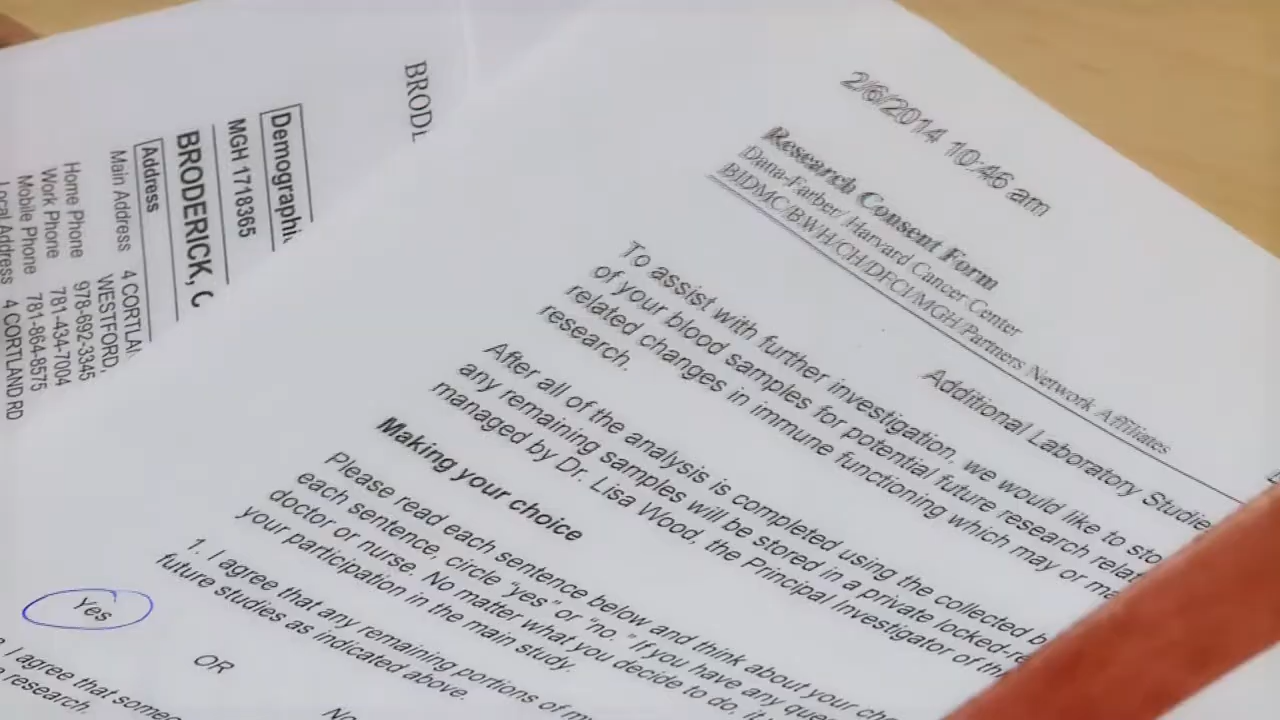 BRODE
Demographi
MGH 1718365
BRODERICK, C
Address
Main Address 4 CORTLAN
WESTFORD,
Home Phone 978-692-3345
Work Phone 781-434-7004
Mobile Phone 781-864-8575
Local Address 4 CORTLAND RD
2/6/2014 10:46 am
Research Consent Form
Dana-Farber/ Harvard Cancer Center
/BIDMC/BWH/CH/DFCI/MGH/Partners Network Affiliates
Additional Laboratory Studie
To assist with further investigation, we would like to sto
of your blood samples for potential future research relat
related changes in immune functioning which may or ma
research.
After all of the analysis is completed using the collected b
any remaining samples will be stored in a private locked-re
managed by Dr. Lisa Wood, the Principal Investigator of th
Making your choice
Please read each sentence below and think about your ch
each sentence, circle “yes” or “no.” If you have any ques
doctor or nurse. No matter what you decide to do, it
your participation in the main study.
1. I agree that any remaining portions of m
future studies as indicated above.
Yes
OR
No
I agree that someo
research.